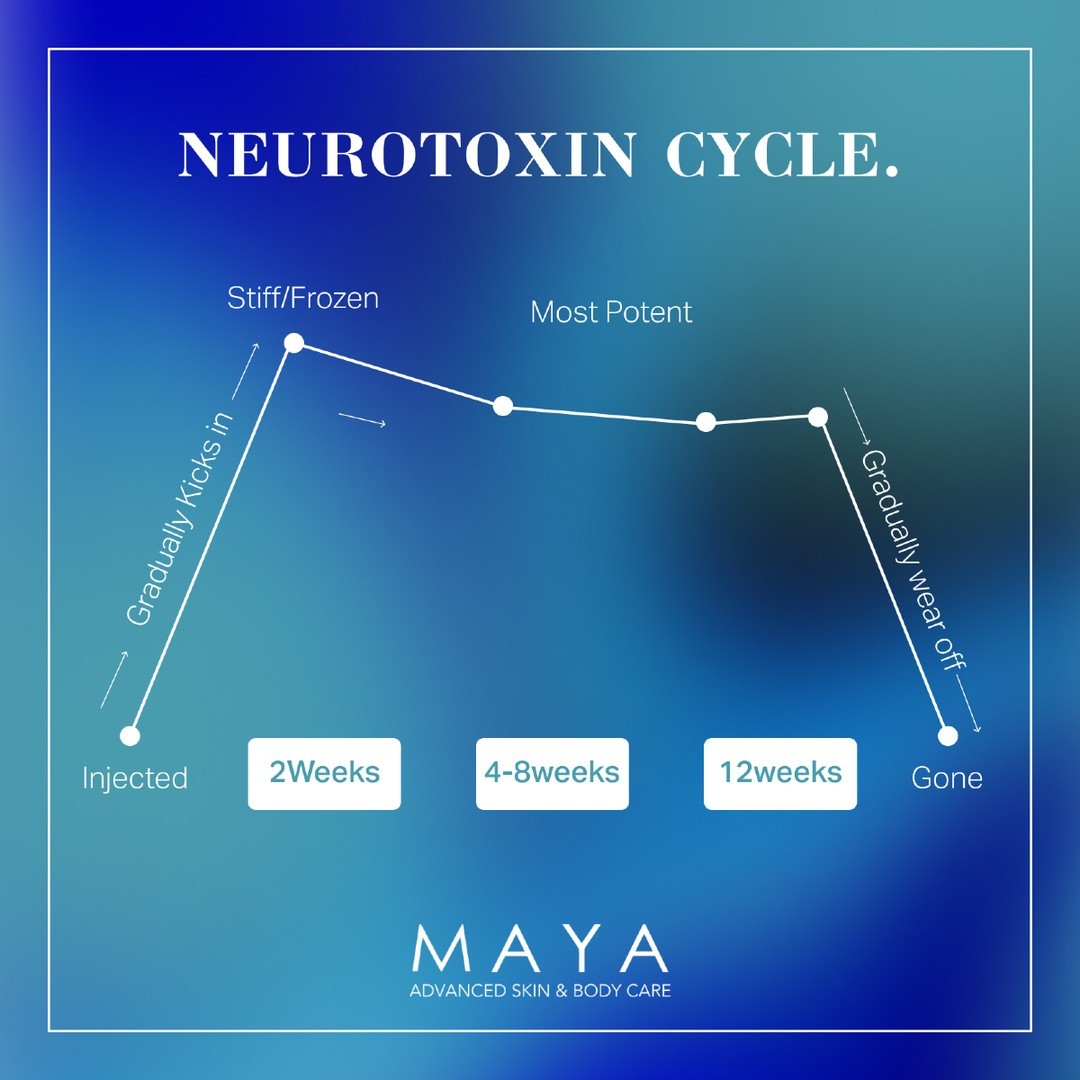 NEUROTOXIN CYCLE.
Stiff/Frozen
Most Potent
Gradually Kicks in
Gradually wear off
Injected
2Weeks
4-8weeks
12weeks
Gone
MAYA
ADVANCED SKIN & BODY CARE